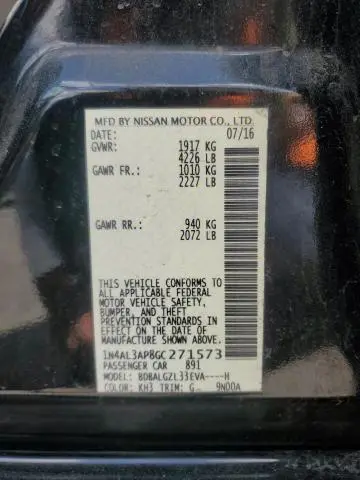 MFD BY NISSAN MOTOR CO., LTD.
DATE: 07/16
GVWR: 1917 KG
4226 LB
GAWR FR.: 1010 KG
2227 LB
GAWR RR.: 940 KG
2072 LB
THIS VEHICLE CONFORMS TO
ALL APPLICABLE FEDERAL
MOTOR VEHICLE SAFETY,
BUMPER, AND THEFT
PREVENTION STANDARDS IN
EFFECT ON THE DATE OF
MANUFACTURE SHOWN ABOVE.
1N4AL3AP8GC271573
PASSENGER CAR 891
MODEL: BDBALGZL33EVA----H
COLOR: KH3 TRIM: G 9N00A